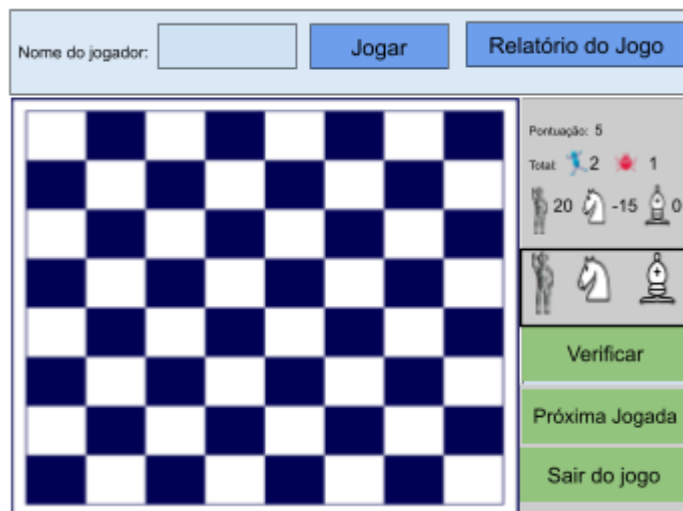 Nome do jogador:
Jogar
Relatório do Jogo
Pontuação: 5
Total: 2 1
20 -15 0
Verificar
Próxima Jogada
Sair do jogo